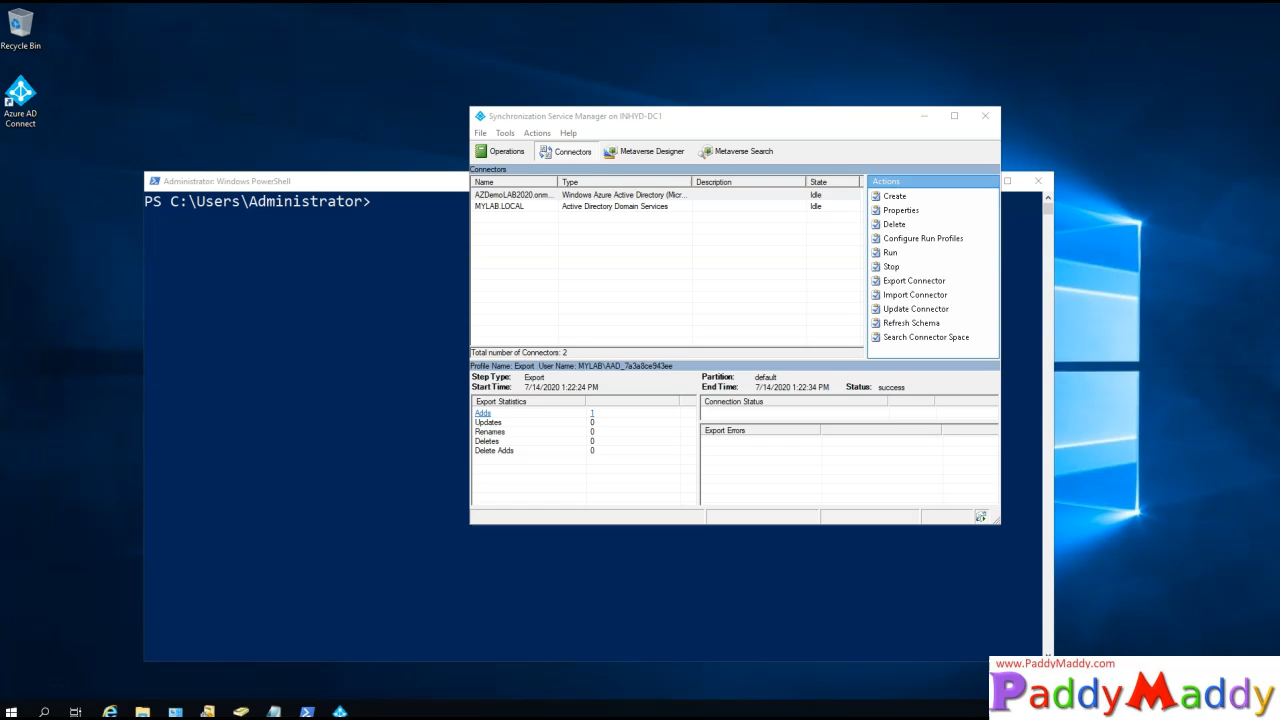 Recycle Bin
Azure AD
Connect
Synchronization Service Manager on INHYD-DC1
File Tools Actions Help
Operations Connectors Metaverse Designer Metaverse Search
Connectors
Name Type Description State
AZDemoLAB2020.onm... Windows Azure Active Directory (Micr... Idle
MYLAB.LOCAL Active Directory Domain Services Idle
Total number of Connectors: 2
Actions
Create
Properties
Delete
Configure Run Profiles
Run
Stop
Export Connector
Import Connector
Update Connector
Refresh Schema
Search Connector Space
Profile Name: Export User Name: MYLAB\AAD_7a3a8ce943ee
Step Type: Export
Start Time: 7/14/2020 1:22:24 PM
Partition: default
End Time: 7/14/2020 1:22:34 PM Status: success
Export Statistics
Adds 1
Updates 0
Renames 0
Deletes 0
Delete Adds 0
Connection Status
Export Errors
Administrator: Windows PowerShell
PS C:\Users\Administrator>
www.PaddyMaddy.com
PaddyMaddy